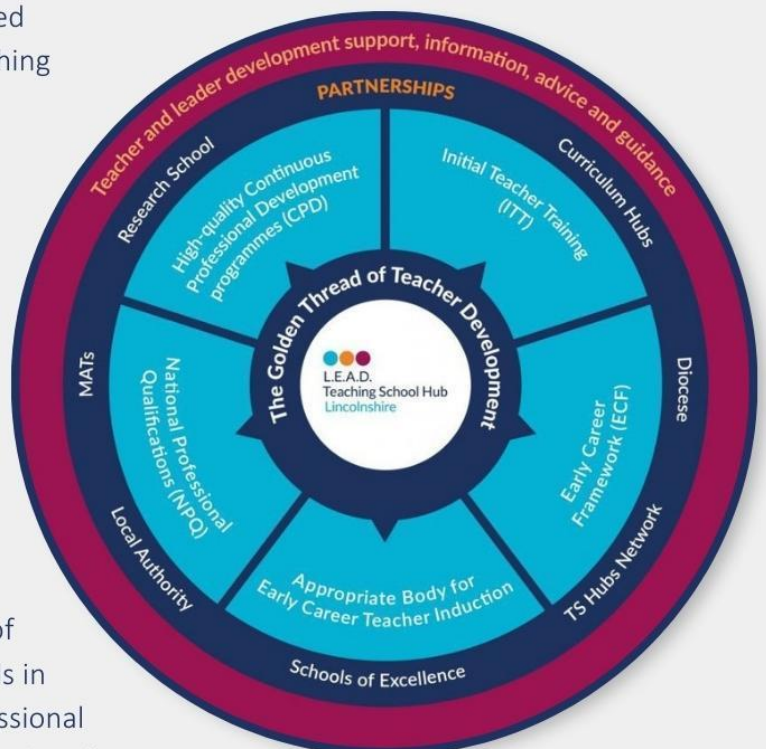 ed
hing
of
ls in
essional
Teacher and leader development support, information, advice and guidance
PARTNERSHIPS
Research School
Curriculum Hubs
Diocese
TS Hubs Network
Schools of Excellence
Local Authority
MATs
High-quality Continuous
Professional Development
programmes (CPD)
Initial Teacher Training
(ITT)
Early Career
Framework (ECF)
Appropriate Body for
Early Career Teacher Induction
National Professional
Qualifications (NPQ)
The Golden Thread of Teacher Development
L.E.A.D.
Teaching School Hub
Lincolnshire